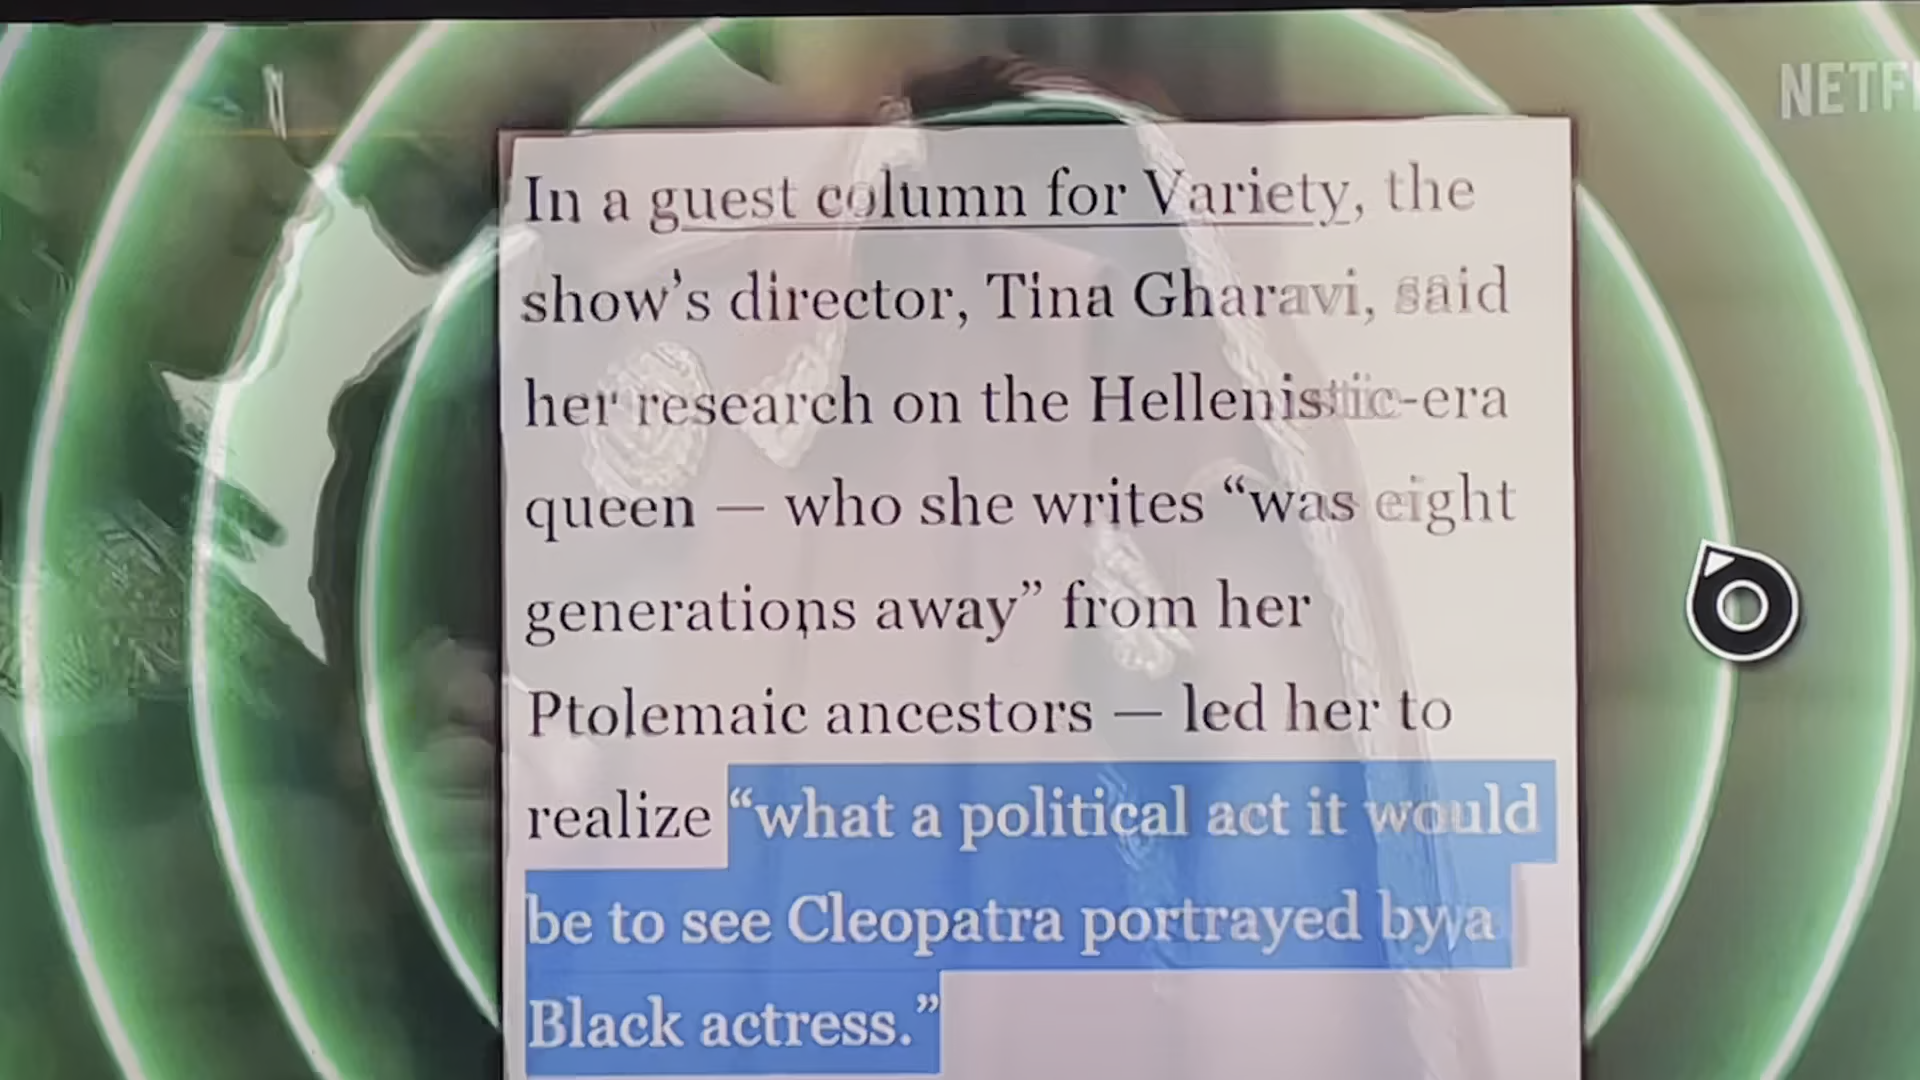 NETF
In a guest column for Variety, the
show’s director, Tina Gharavi, said
her research on the Hellenistic-era
queen — who she writes “was eight
generations away” from her
Ptolemaic ancestors — led her to
realize “what a political act it would
be to see Cleopatra portrayed by a
Black actress.”